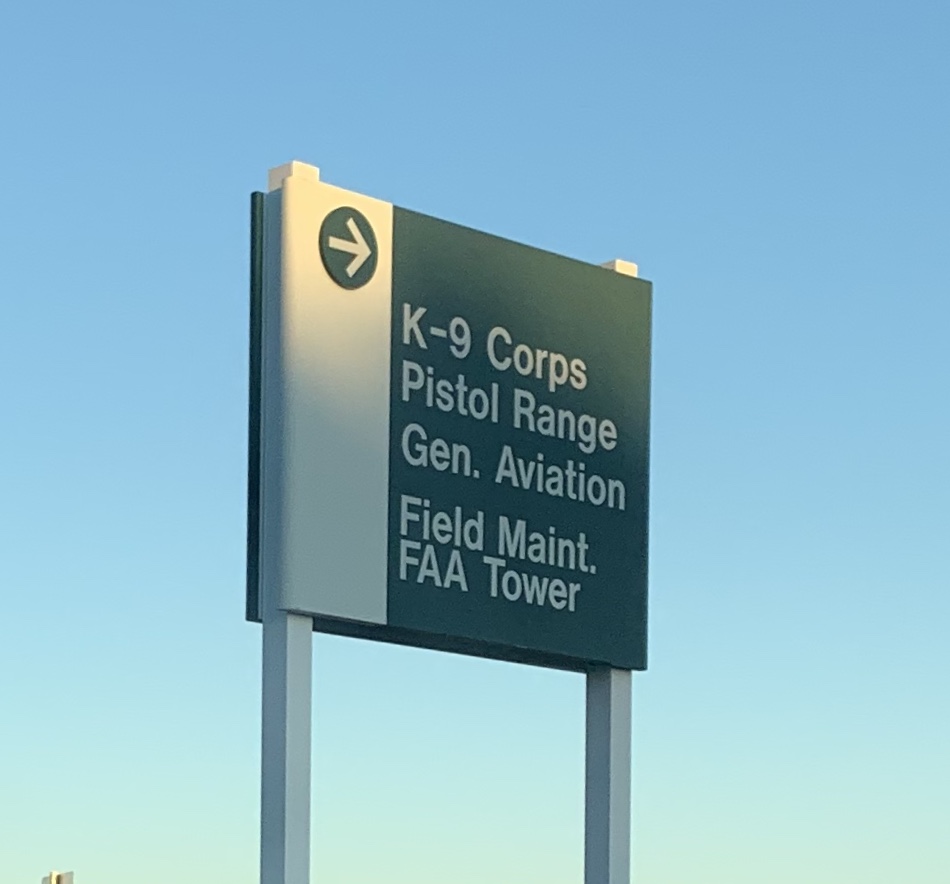 K-9 Corps
Pistol Range
Gen. Aviation
Field Maint.
FAA Tower